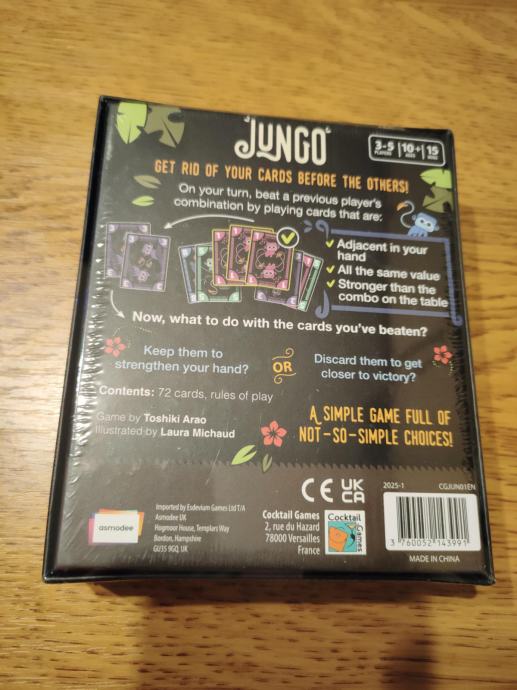 JUNGO
3-5 PLAYERS 10+ AGES 15 MINS
GET RID OF YOUR CARDS BEFORE THE OTHERS!
On your turn, beat a previous player's
combination by playing cards that are:
Adjacent in your
hand
All the same value
Stronger than the
combo on the table
Now, what to do with the cards you've beaten?
Keep them to
strengthen your hand?
OR
Discard them to get
closer to victory?
Contents: 72 cards, rules of play
Game by Toshiki Arao
Illustrated by Laura Michaud
A SIMPLE GAME FULL OF
NOT-SO-SIMPLE CHOICES!
CE UK
CA
2025-1 CGJUN01EN
asmodee
Imported by Esdevium Games Ltd T/A
Asmodee UK
Hogmoor House, Templars Way
Bordon, Hampshire
GU35 9GQ, UK
Cocktail Games
2, rue du Hazard
78000 Versailles
France
Cocktail
Games
3 760052 143991
MADE IN CHINA